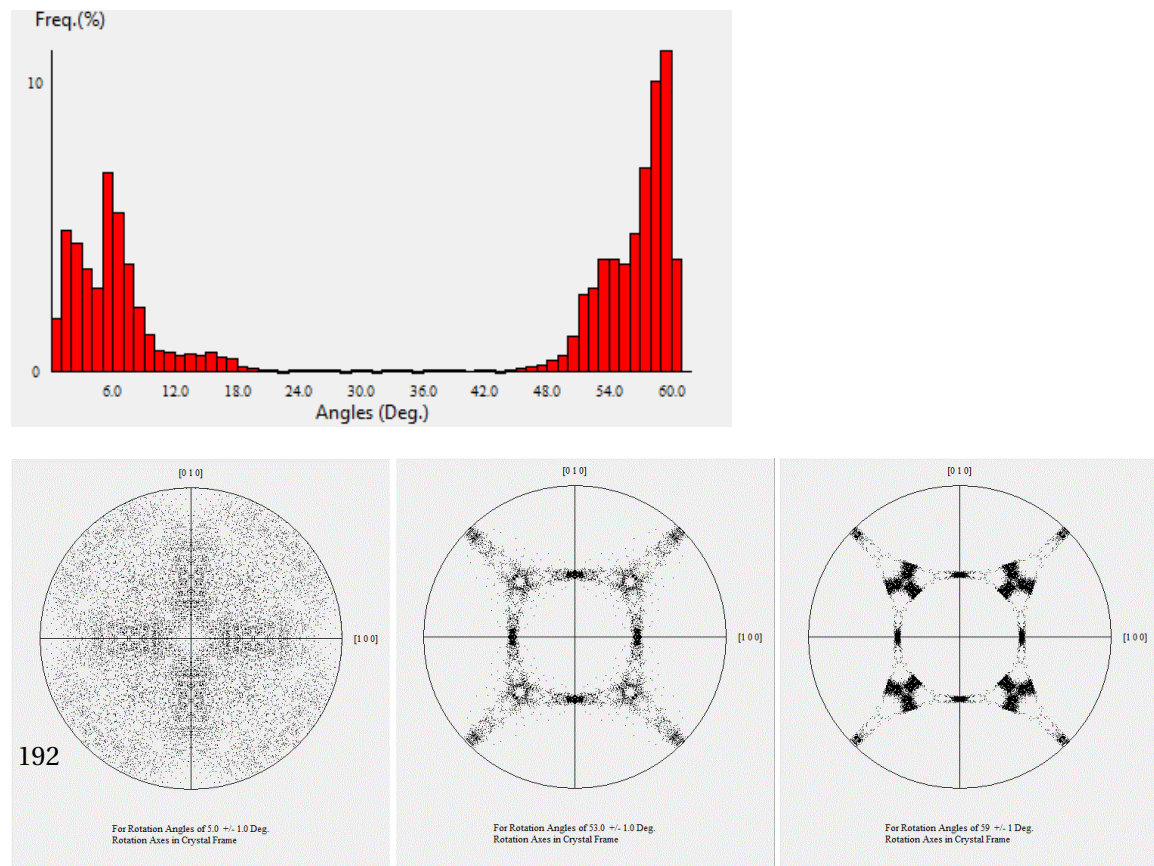 Freq.(%)
10
0
6.0 12.0 18.0 24.0 30.0 36.0 42.0 48.0 54.0 60.0
Angles (Deg.)
[0 1 0] [0 1 0] [0 1 0]
[1 0 0] [1 0 0] [1 0 0]
192
For Rotation Angles of 5.0 +/- 1.0 Deg.
Rotation Axes in Crystal Frame
For Rotation Angles of 53.0 +/- 1.0 Deg.
Rotation Axes in Crystal Frame
For Rotation Angles of 59 +/- 1 Deg.
Rotation Axes in Crystal Frame